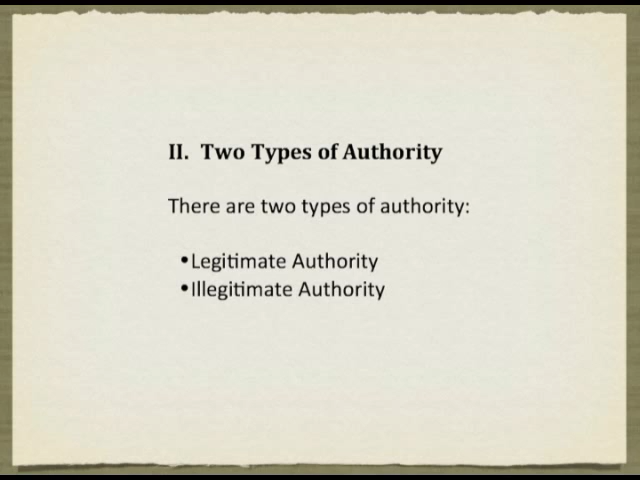 II. Two Types of Authority
There are two types of authority:
•Legitimate Authority
•Illegitimate Authority